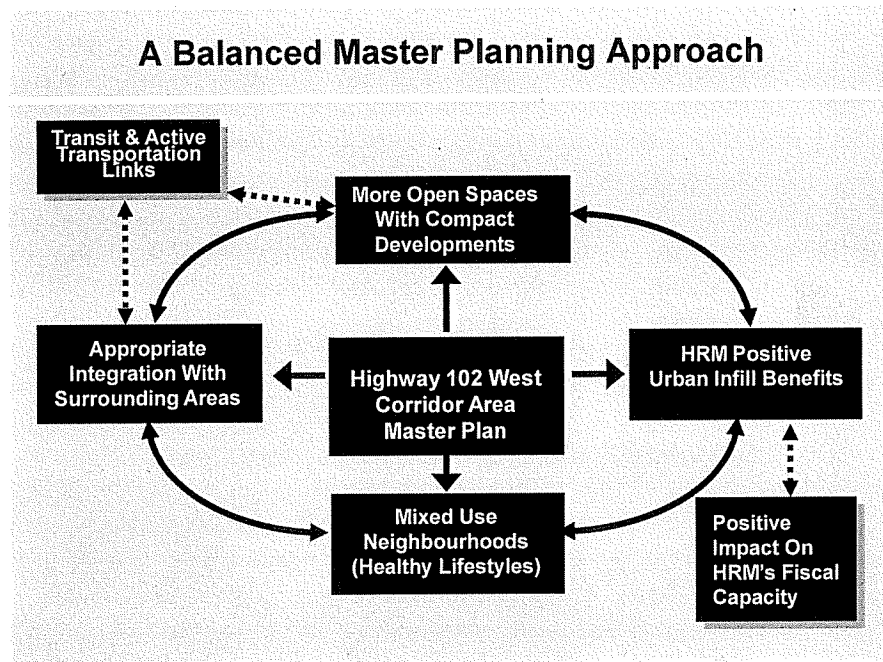 A Balanced Master Planning Approach
Transit & Active
Transportation
Links
More Open Spaces
With Compact
Developments
Appropriate
Integration With
Surrounding Areas
Highway 102 West
Corridor Area
Master Plan
HRM Positive
Urban Infill Benefits
Mixed Use
Neighbourhoods
(Healthy Lifestyles)
Positive
Impact On
HRM's Fiscal
Capacity